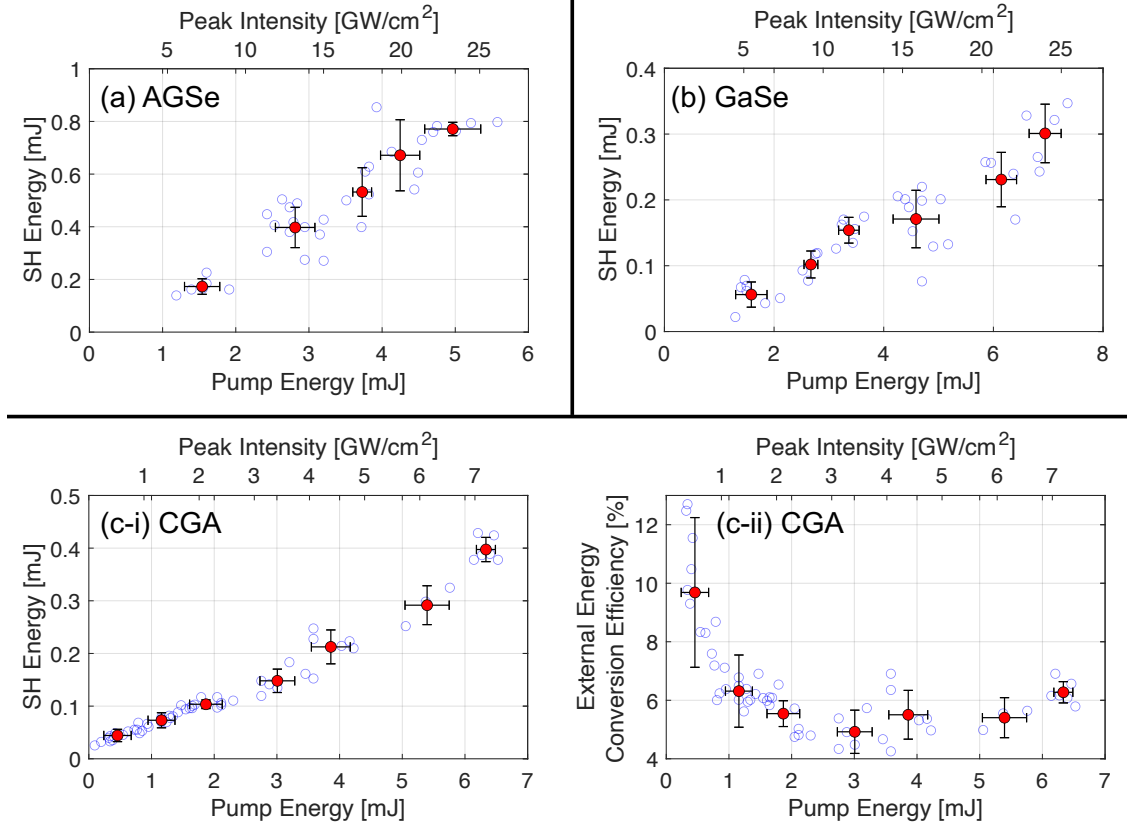 Peak Intensity [GW/cm²]
5 10 15 20 25
(a) AGSe
SH Energy [mJ]
1
0.8
0.6
0.4
0.2
0
0 1 2 3 4 5 6
Pump Energy [mJ]
Peak Intensity [GW/cm²]
5 10 15 20 25
(b) GaSe
SH Energy [mJ]
0.4
0.3
0.2
0.1
0
0 2 4 6 8
Pump Energy [mJ]
Peak Intensity [GW/cm²]
1 2 3 4 5 6 7
(c-i) CGA
SH Energy [mJ]
0.5
0.4
0.3
0.2
0.1
0
0 1 2 3 4 5 6 7
Pump Energy [mJ]
Peak Intensity [GW/cm²]
1 2 3 4 5 6 7
(c-ii) CGA
External Energy
Conversion Efficiency [%]
12
10
8
6
4
0 1 2 3 4 5 6 7
Pump Energy [mJ]